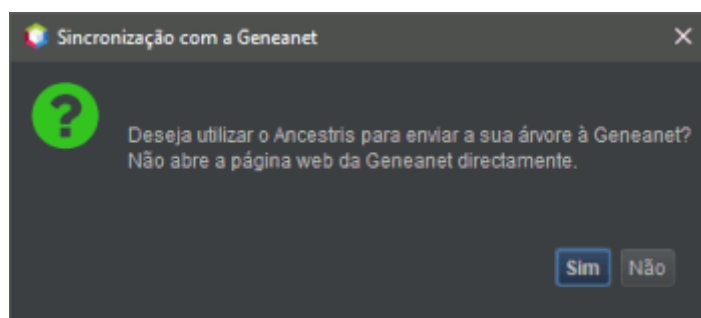 Sincronização com a Geneanet
Deseja utilizar o Ancestris para enviar a sua árvore à Geneanet?
Não abre a página web da Geneanet directamente.
Sim Não